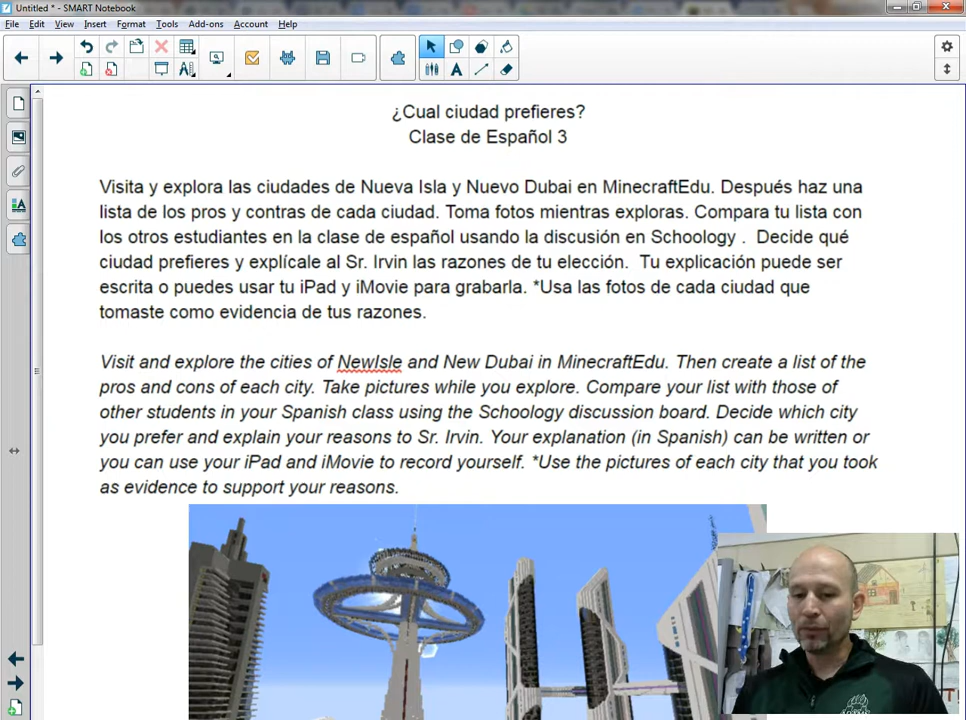 Untitled * - SMART Notebook
File Edit View Insert Format Tools Add-ons Account Help
¿Cual ciudad prefieres?
Clase de Español 3
Visita y explora las ciudades de Nueva Isla y Nuevo Dubai en MinecraftEdu. Después haz una
lista de los pros y contras de cada ciudad. Toma fotos mientras exploras. Compara tu lista con
los otros estudiantes en la clase de español usando la discusión en Schoology .  Decide qué
ciudad prefieres y explícale al Sr. Irvin las razones de tu elección.  Tu explicación puede ser
escrita o puedes usar tu iPad y iMovie para grabarla. *Usa las fotos de cada ciudad que
tomaste como evidencia de tus razones.
Visit and explore the cities of NewIsle and New Dubai in MinecraftEdu. Then create a list of the
pros and cons of each city. Take pictures while you explore. Compare your list with those of
other students in your Spanish class using the Schoology discussion board. Decide which city
you prefer and explain your reasons to Sr. Irvin. Your explanation (in Spanish) can be written or
you can use your iPad and iMovie to record yourself. *Use the pictures of each city that you took
as evidence to support your reasons.